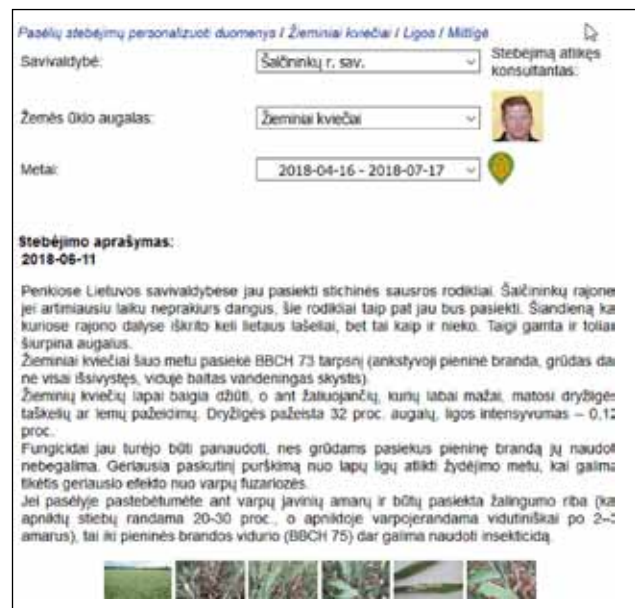 Pasėlių stebėjimų personalizuoti duomenys / Žieminiai kviečiai / Ligos / Miltligė
Savivaldybė:
Šalčininkų r. sav.
Stebėjimą atlikęs
konsultantas:
Žemės ūkio augalas:
Žieminiai kviečiai
Metai:
2018-04-16 - 2018-07-17
Stebėjimo aprašymas:
2018-06-11
Penkiose Lietuvos savivaldybėse jau pasiekti stichinės sausros rodikliai. Šalčininkų rajone
jei artimiausiu laiku neprakiurs dangus, šie rodikliai taip pat jau bus pasiekti. Šiandieną ka
kuriose rajono dalyse iškrito keli lietaus lašeliai, bet tai kaip ir nieko. Taigi gamta ir toliau
šiurpina augalus.
Žieminiai kviečiai šiuo metu pasiekė BBCH 73 tarpsnį (ankstyvoji pieninė branda, grūdas da
ne visai išsivystęs, viduje baltas vandeningas skystis).
Žieminių kviečių lapai baigia džiūti, o ant žaliuojančių, kurių labai mažai, matosi dryžligės
taškelių ar lėmų pažeidimų. Dryžligės pažeista 32 proc. augalų, ligos intensyvumas – 0,12
proc.
Fungicidai jau turėjo būti panaudoti, nes grūdams pasiekus pieninę brandą jų naudot
nebegalima. Geriausia paskutinį purškimą nuo lapų ligų atlikti žydėjimo metu, kai galima
tikėtis geriausio efekto nuo varpų fuzariozės.
Jei pasėlyje pastebėtumėte ant varpų javinių amarų ir būtų pasiekta žalingumo riba (ka
apniktų stiebų randama 20-30 proc., o apniktoje varpojerandama vidutiniškai po 2–3
amarus), tai iki pieninės brandos vidurio (BBCH 75) dar galima naudoti insekticidą.